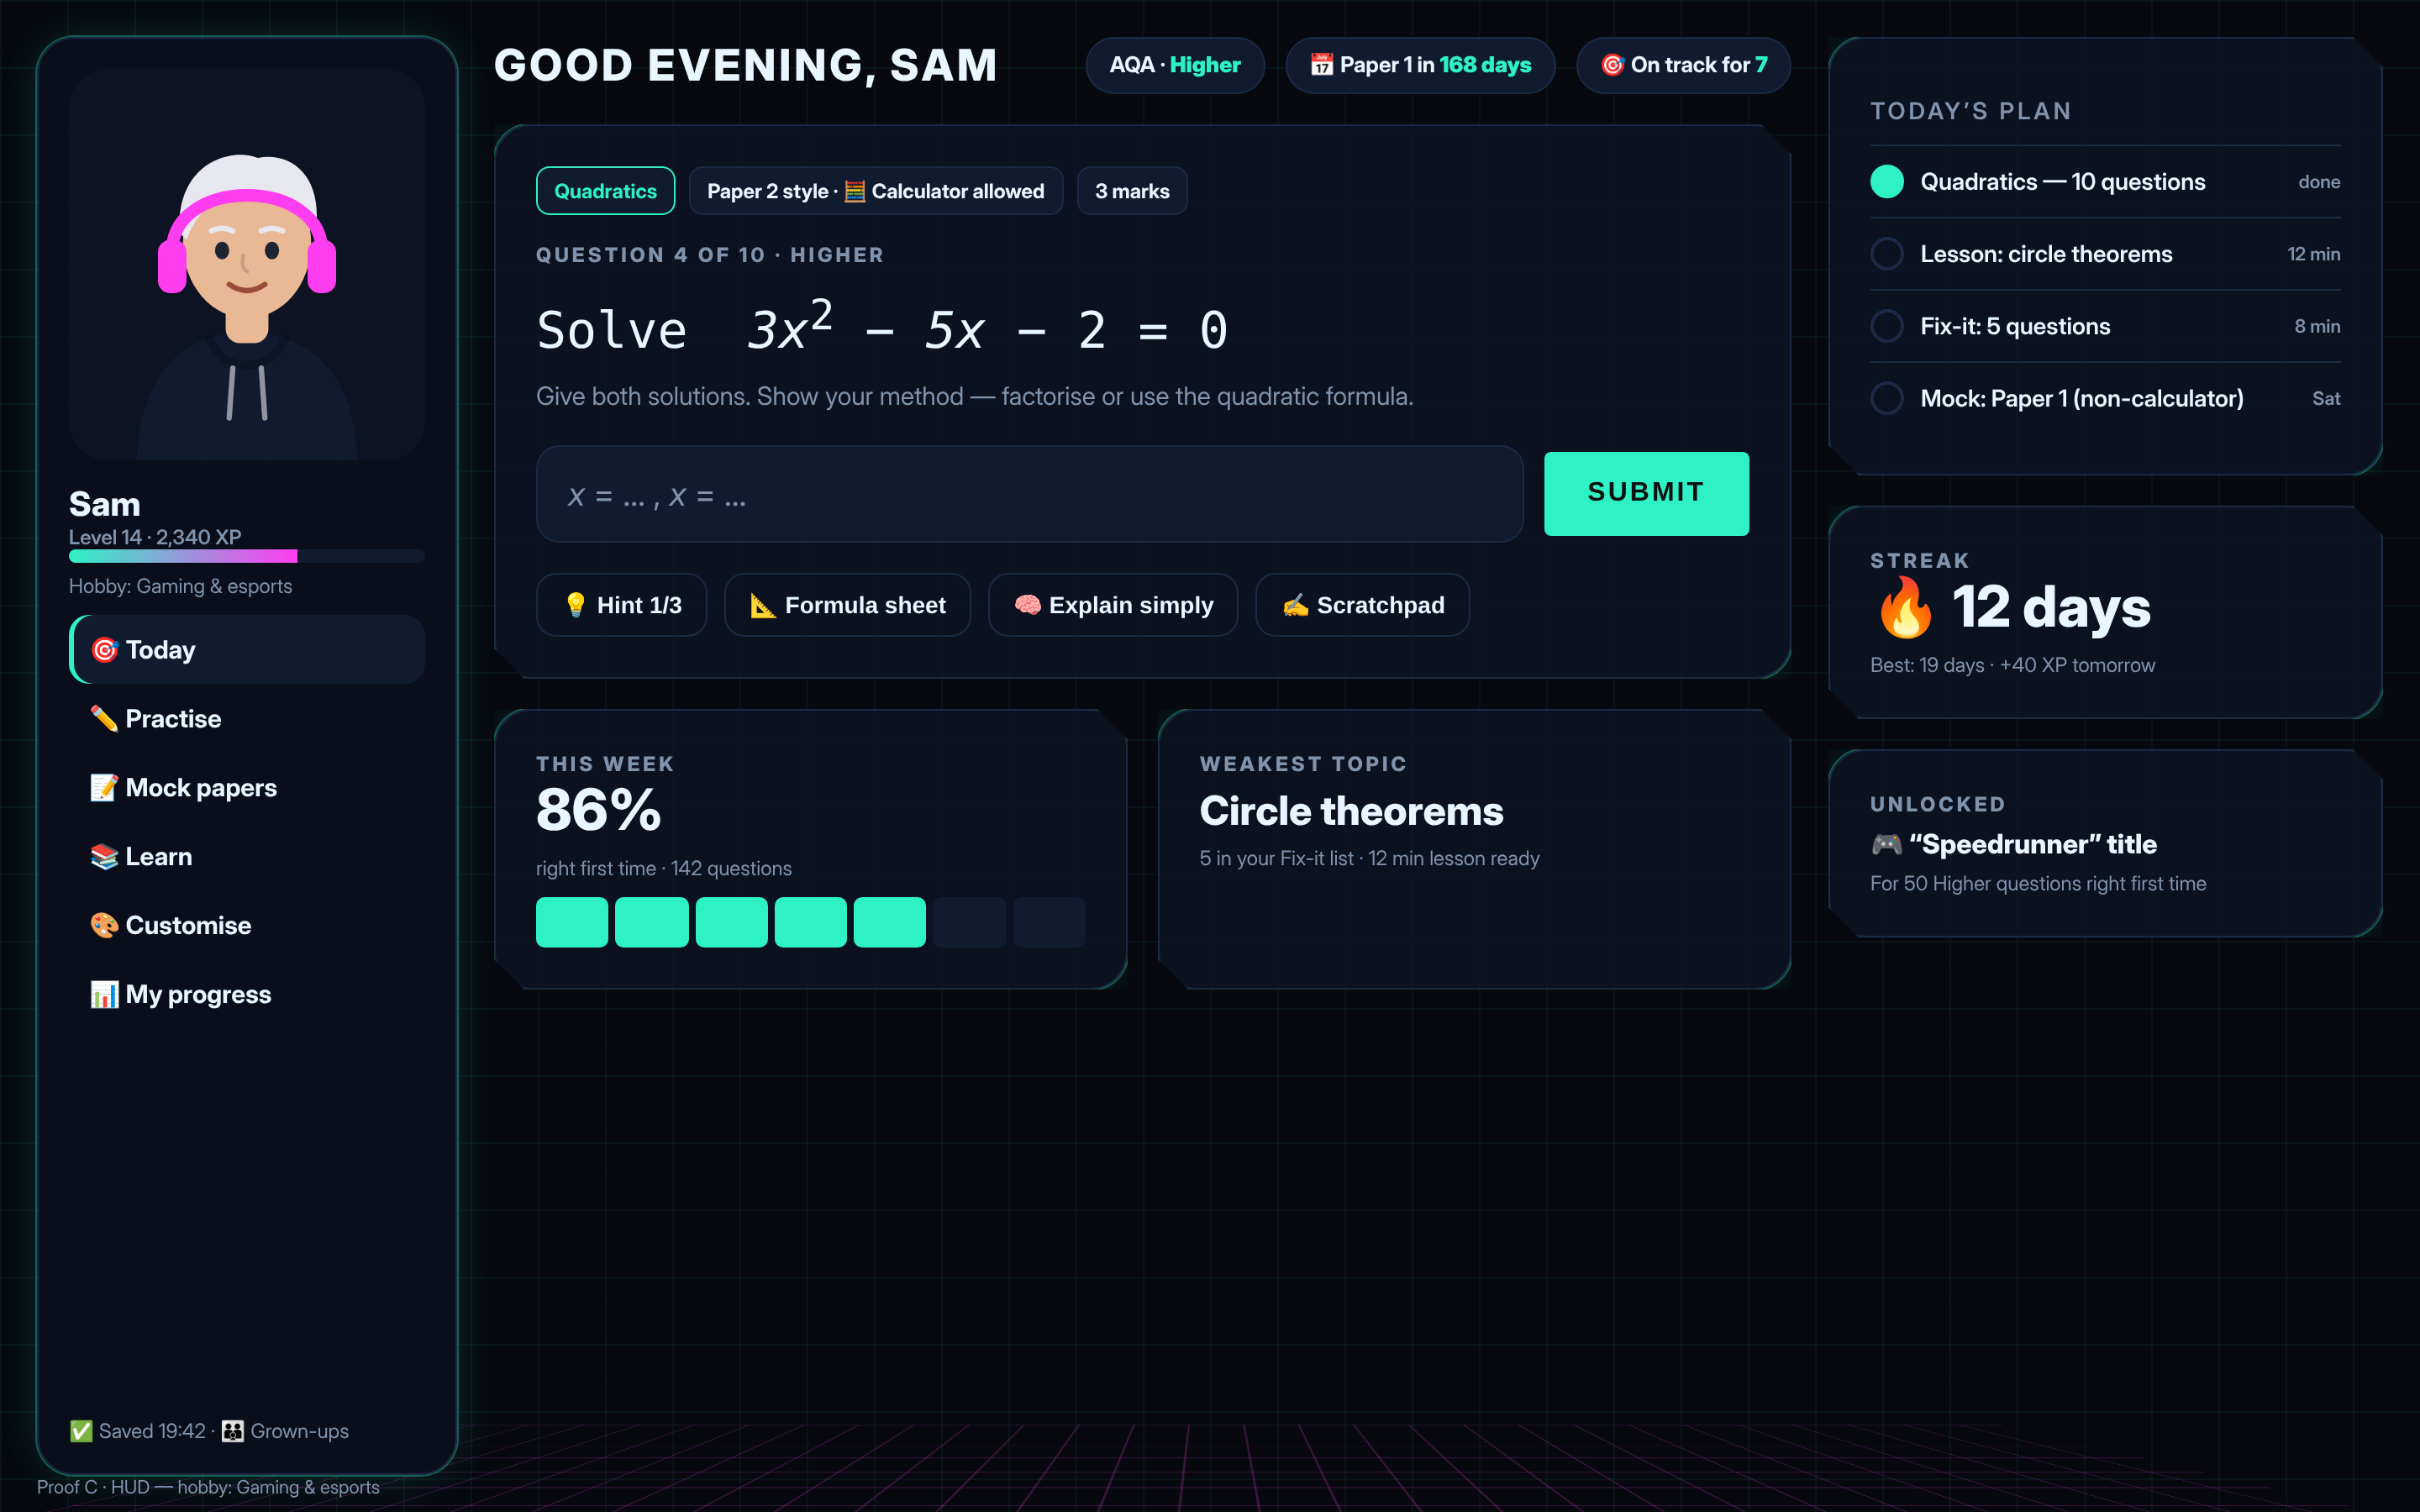 Sam
Level 14 · 2,340 XP
Hobby: Gaming & esports
🎯 Today
✏️ Practise
📝 Mock papers
📚 Learn
🎨 Customise
📊 My progress
✅ Saved 19:42 · 👪 Grown-ups
Proof C · HUD — hobby: Gaming & esports
GOOD EVENING, SAM
AQA · Higher
📅 Paper 1 in 168 days
🎯 On track for 7
Quadratics
Paper 2 style · 🧮 Calculator allowed
3 marks
QUESTION 4 OF 10 · HIGHER
Solve 3x² − 5x − 2 = 0
Give both solutions. Show your method — factorise or use the quadratic formula.
x = … , x = …
SUBMIT
💡 Hint 1/3
📐 Formula sheet
🧠 Explain simply
✍️ Scratchpad
THIS WEEK
86%
right first time · 142 questions
WEAKEST TOPIC
Circle theorems
5 in your Fix-it list · 12 min lesson ready
TODAY’S PLAN
Quadratics — 10 questions done
Lesson: circle theorems 12 min
Fix-it: 5 questions 8 min
Mock: Paper 1 (non-calculator) Sat
STREAK
🔥 12 days
Best: 19 days · +40 XP tomorrow
UNLOCKED
🎮 “Speedrunner” title
For 50 Higher questions right first time